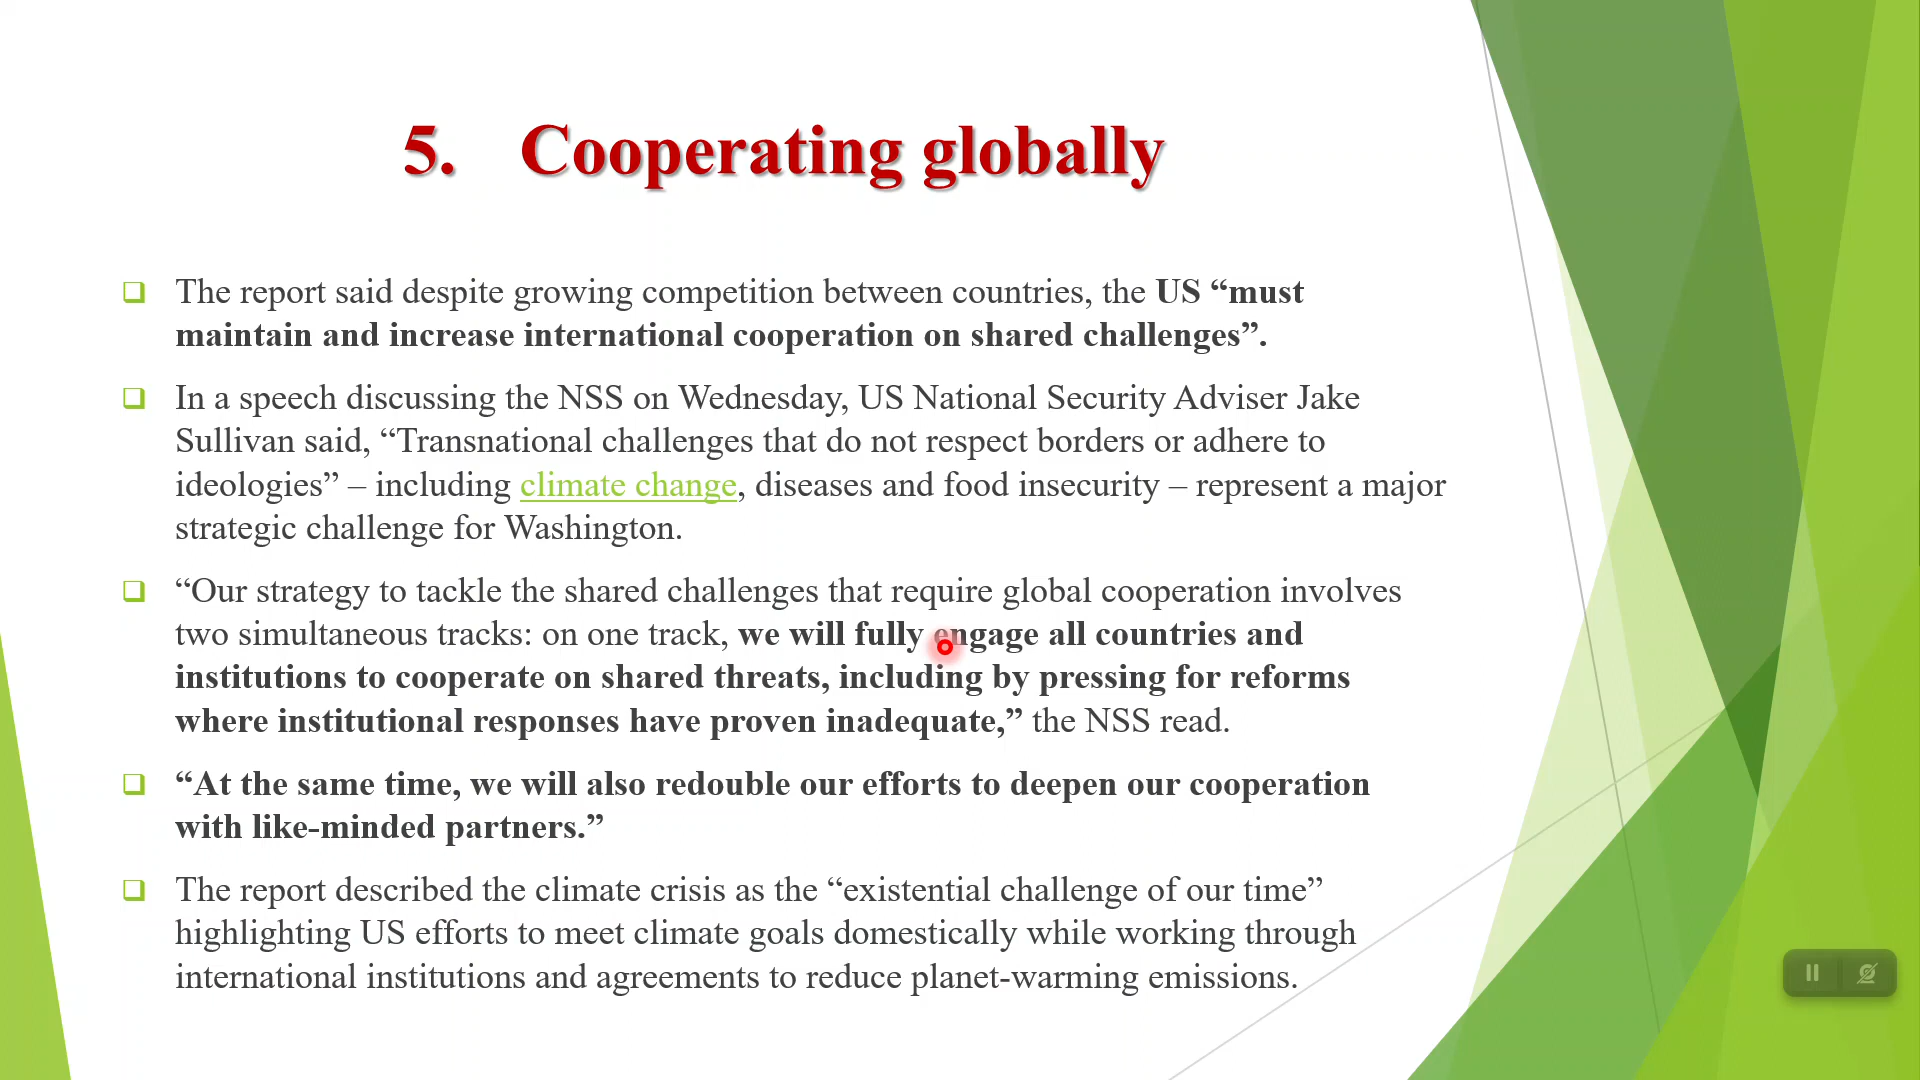 5. Cooperating globally
The report said despite growing competition between countries, the US “must
maintain and increase international cooperation on shared challenges”.
In a speech discussing the NSS on Wednesday, US National Security Adviser Jake
Sullivan said, “Transnational challenges that do not respect borders or adhere to
ideologies” – including climate change, diseases and food insecurity – represent a major
strategic challenge for Washington.
“Our strategy to tackle the shared challenges that require global cooperation involves
two simultaneous tracks: on one track, we will fully engage all countries and
institutions to cooperate on shared threats, including by pressing for reforms
where institutional responses have proven inadequate,” the NSS read.
“At the same time, we will also redouble our efforts to deepen our cooperation
with like-minded partners.”
The report described the climate crisis as the “existential challenge of our time”
highlighting US efforts to meet climate goals domestically while working through
international institutions and agreements to reduce planet-warming emissions.